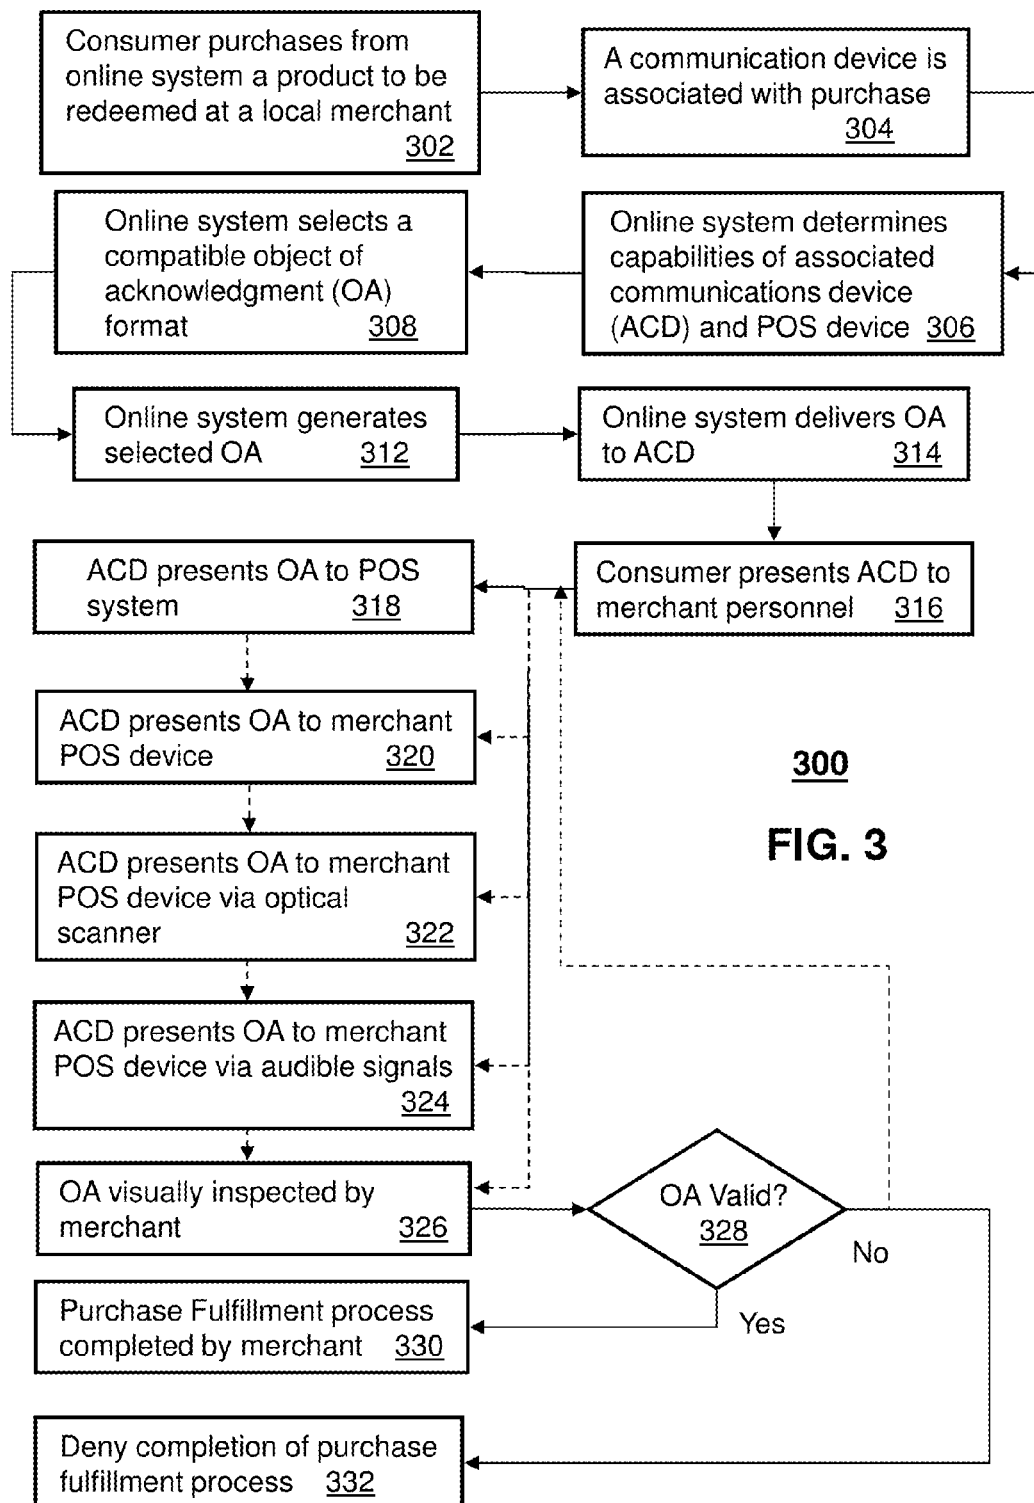 Consumer purchases from
online system a product to be
redeemed at a local merchant
302
A communication device is
associated with purchase
304
Online system determines
capabilities of associated
communications device
(ACD) and POS device 306
Online system selects a
compatible object of
acknowledgment (OA)
format 308
Online system generates
selected OA 312
Online system delivers OA
to ACD 314
Consumer presents ACD to
merchant personnel 316
ACD presents OA to POS
system 318
ACD presents OA to merchant
POS device 320
ACD presents OA to merchant
POS device via optical
scanner 322
ACD presents OA to merchant
POS device via audible signals
324
OA visually inspected by
merchant 326
OA Valid?
328
No
Yes
Purchase Fulfillment process
completed by merchant 330
Deny completion of purchase
fulfillment process 332
300
FIG. 3